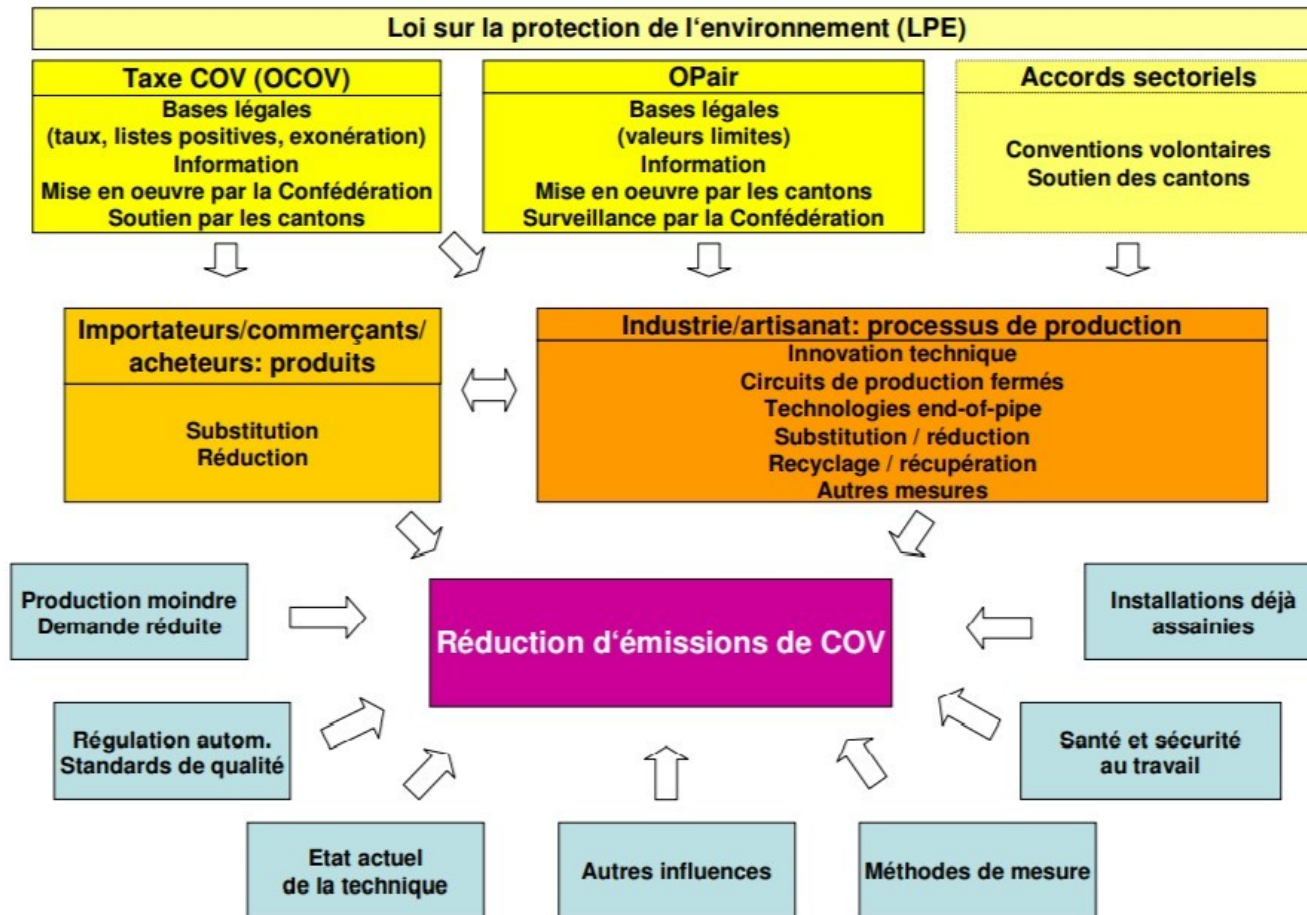 Loi sur la protection de l‘environnement (LPE)
Taxe COV (OCOV)
Bases légales
(taux, listes positives, exonération)
Information
Mise en oeuvre par la Confédération
Soutien par les cantons
OPair
Bases légales
(valeurs limites)
Information
Mise en oeuvre par les cantons
Surveillance par la Confédération
Accords sectoriels
Conventions volontaires
Soutien des cantons
Importateurs/commerçants/
acheteurs: produits
Substitution
Réduction
Industrie/artisanat: processus de production
Innovation technique
Circuits de production fermés
Technologies end-of-pipe
Substitution / réduction
Recyclage / récupération
Autres mesures
Production moindre
Demande réduite
Réduction d‘émissions de COV
Installations déjà
assainies
Régulation autom.
Standards de qualité
Santé et sécurité
au travail
Etat actuel
de la technique
Autres influences
Méthodes de mesure